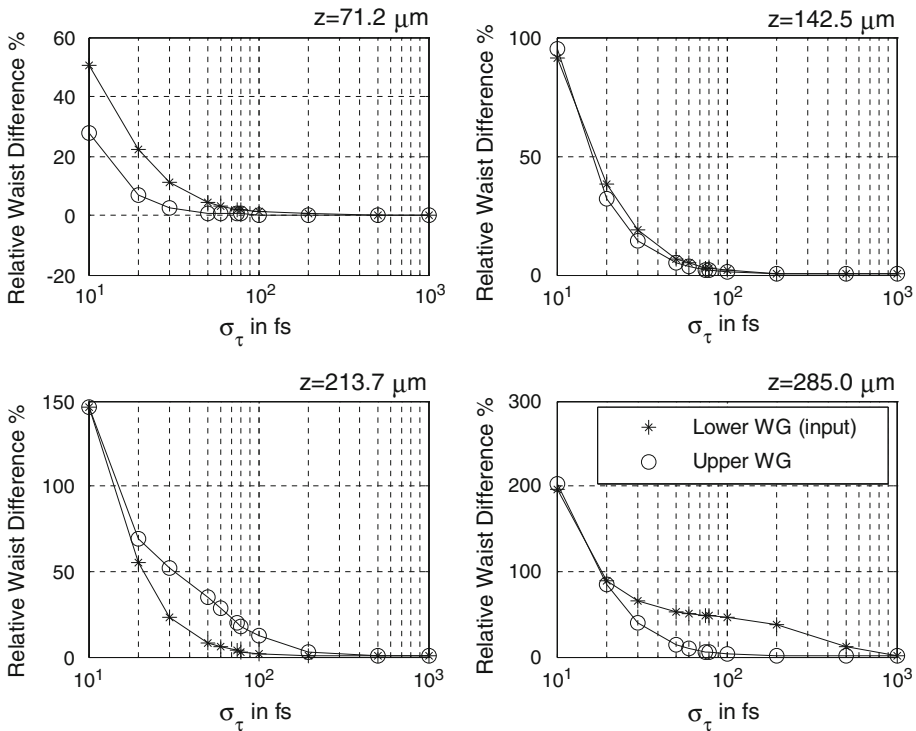 z=71.2 μm
Relative Waist Difference %
60
40
20
0
-20
10^1
10^2
10^3
σ_τ in fs
z=142.5 μm
Relative Waist Difference %
100
50
0
10^1
10^2
10^3
σ_τ in fs
z=213.7 μm
Relative Waist Difference %
150
100
50
0
10^1
10^2
10^3
σ_τ in fs
z=285.0 μm
Relative Waist Difference %
300
200
100
0
Lower WG (input)
Upper WG
10^1
10^2
10^3
σ_τ in fs